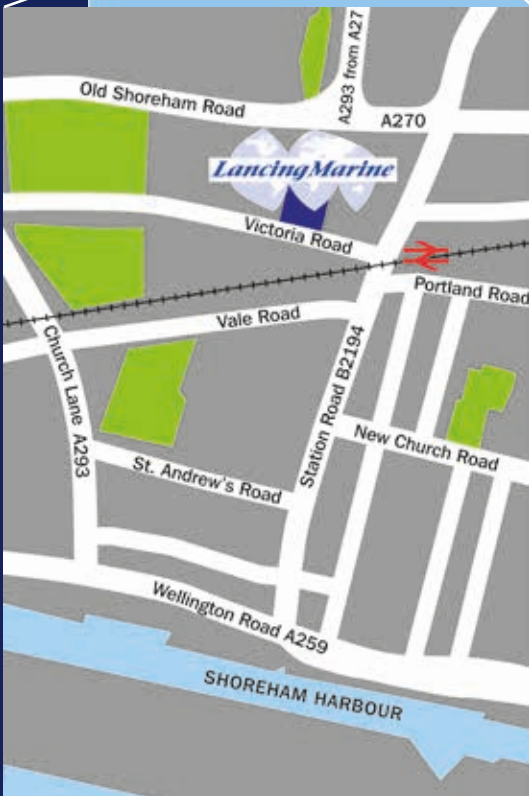 A293 from A27
Old Shoreham Road
A270
LancingMarine
Victoria Road
Portland Road
Vale Road
Church Lane A293
Station Road B2194
New Church Road
St. Andrew's Road
Wellington Road A259
SHOREHAM HARBOUR